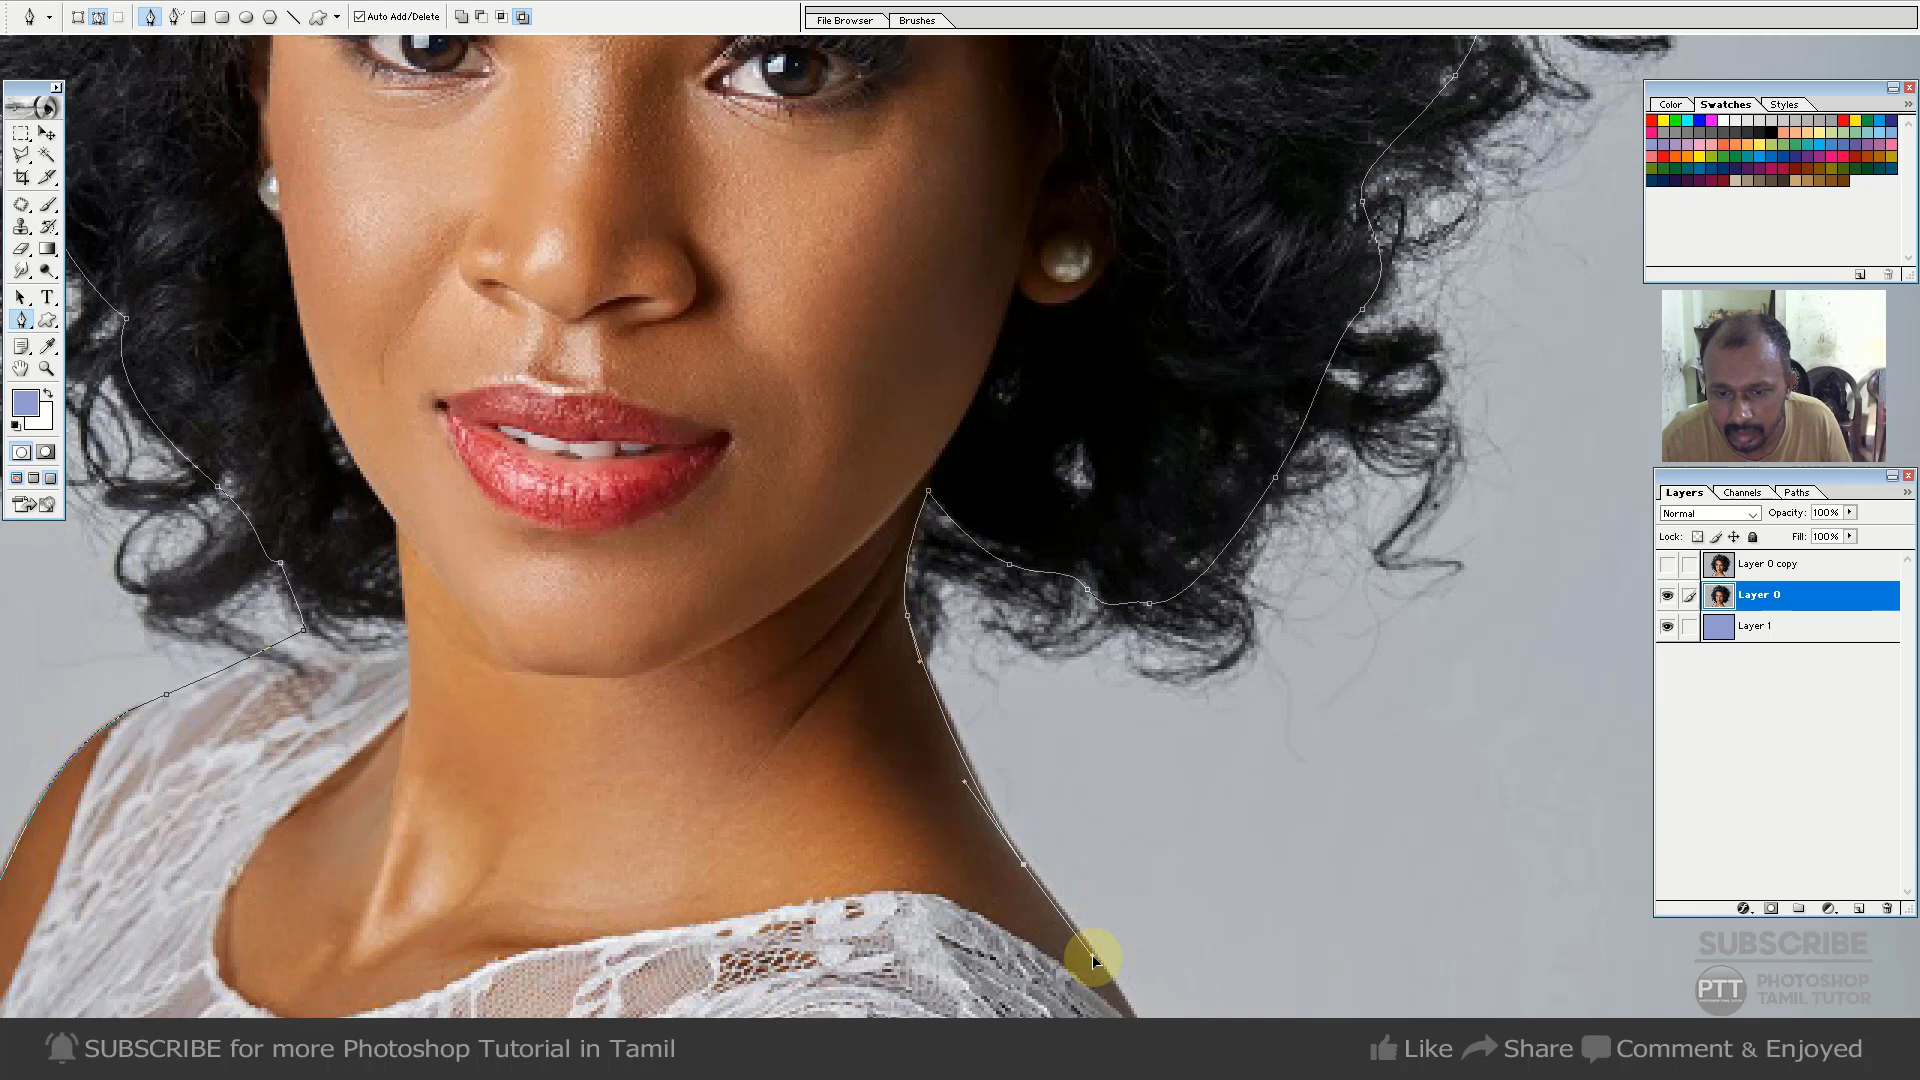 Auto Add/Delete
File Browser
Brushes
Color
Swatches
Styles
T
Layers
Channels
Paths
Normal
Opacity: 100%
Lock:
Fill: 100%
Layer 0 copy
Layer 0
Layer 1
SUBSCRIBE
PTT
PHOTOSHOP
TAMIL TUTOR
SUBSCRIBE for more Photoshop Tutorial in Tamil
Like
Share
Comment & Enjoyed